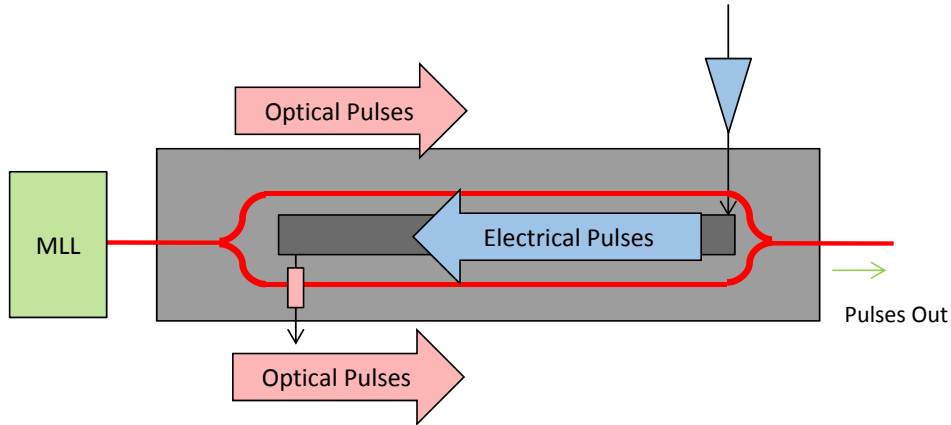 Optical Pulses
MLL
Electrical Pulses
Pulses Out
Optical Pulses